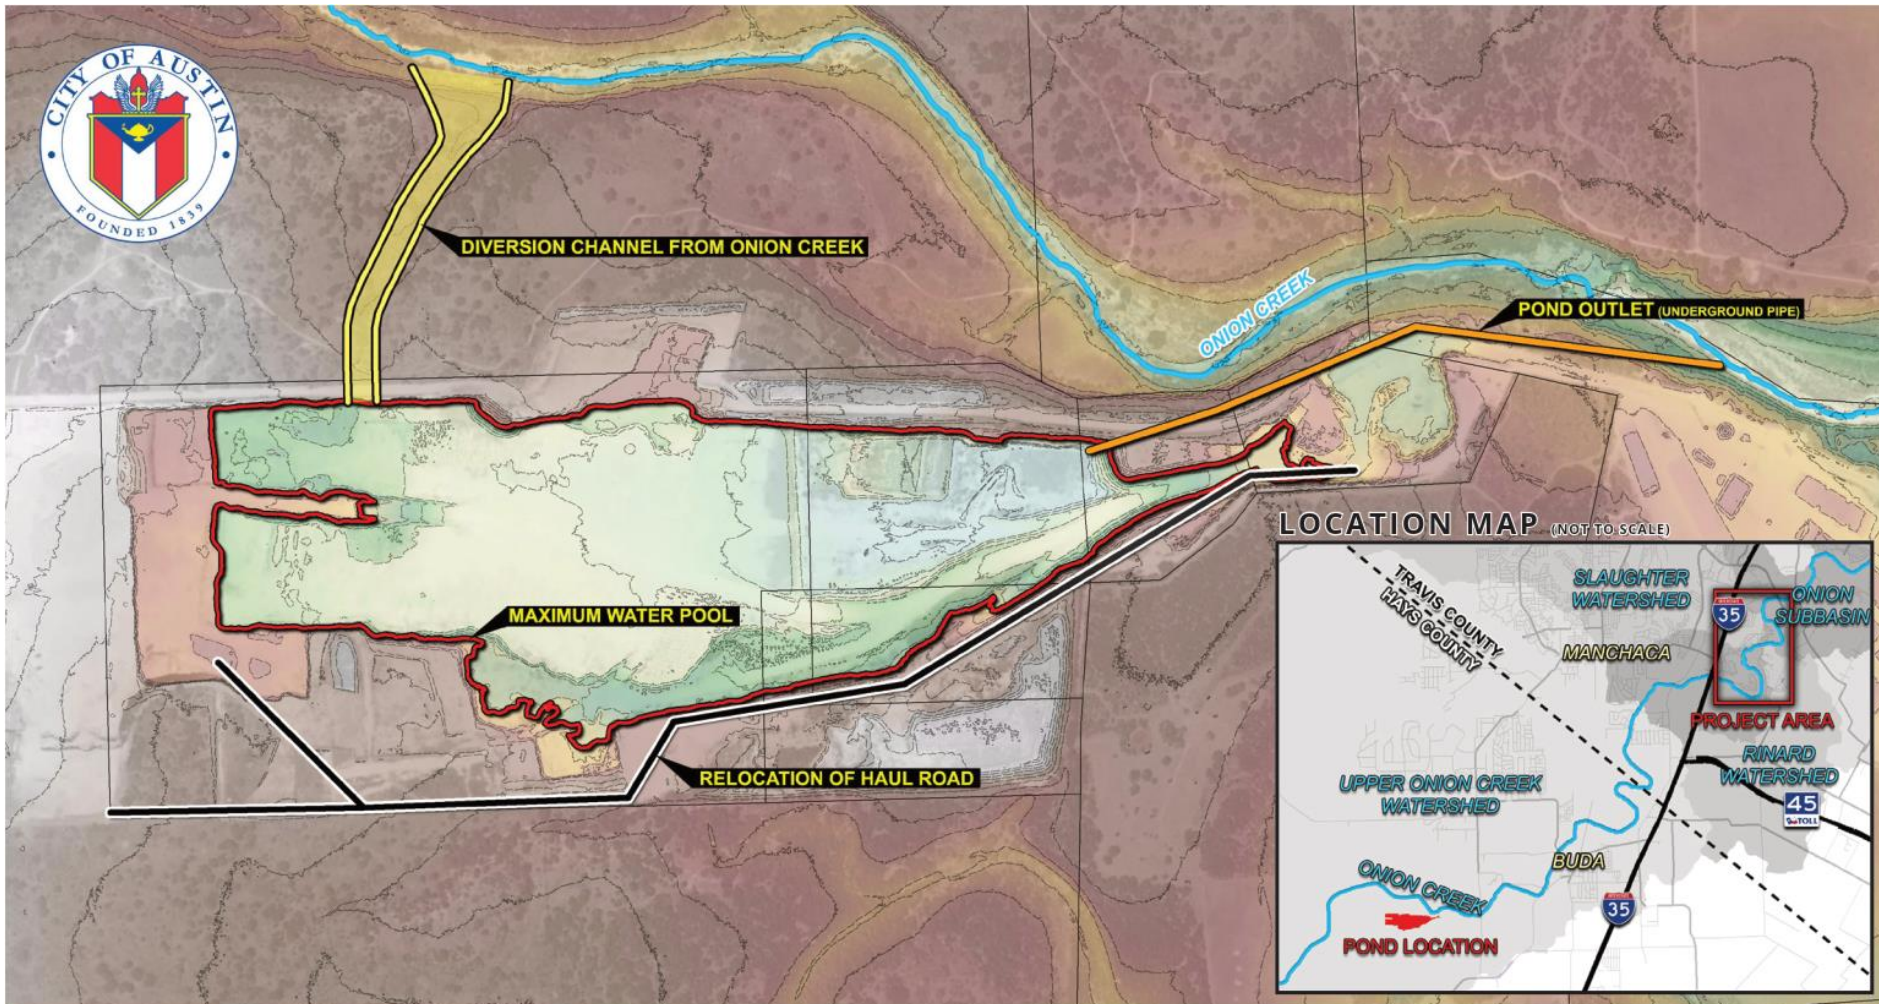 CITY OF AUSTIN
FOUNDED 1839
DIVERSION CHANNEL FROM ONION CREEK
ONION CREEK
POND OUTLET (UNDERGROUND PIPE)
MAXIMUM WATER POOL
RELOCATION OF HAUL ROAD
LOCATION MAP (NOT TO SCALE)
TRAVIS COUNTY
HAYS COUNTY
SLAUGHTER
WATERSHED
35
ONION
SUBBASIN
MANCHACA
PROJECT AREA
RINARD
WATERSHED
UPPER ONION CREEK
WATERSHED
45
TOLL
BUDA
ONION CREEK
35
POND LOCATION